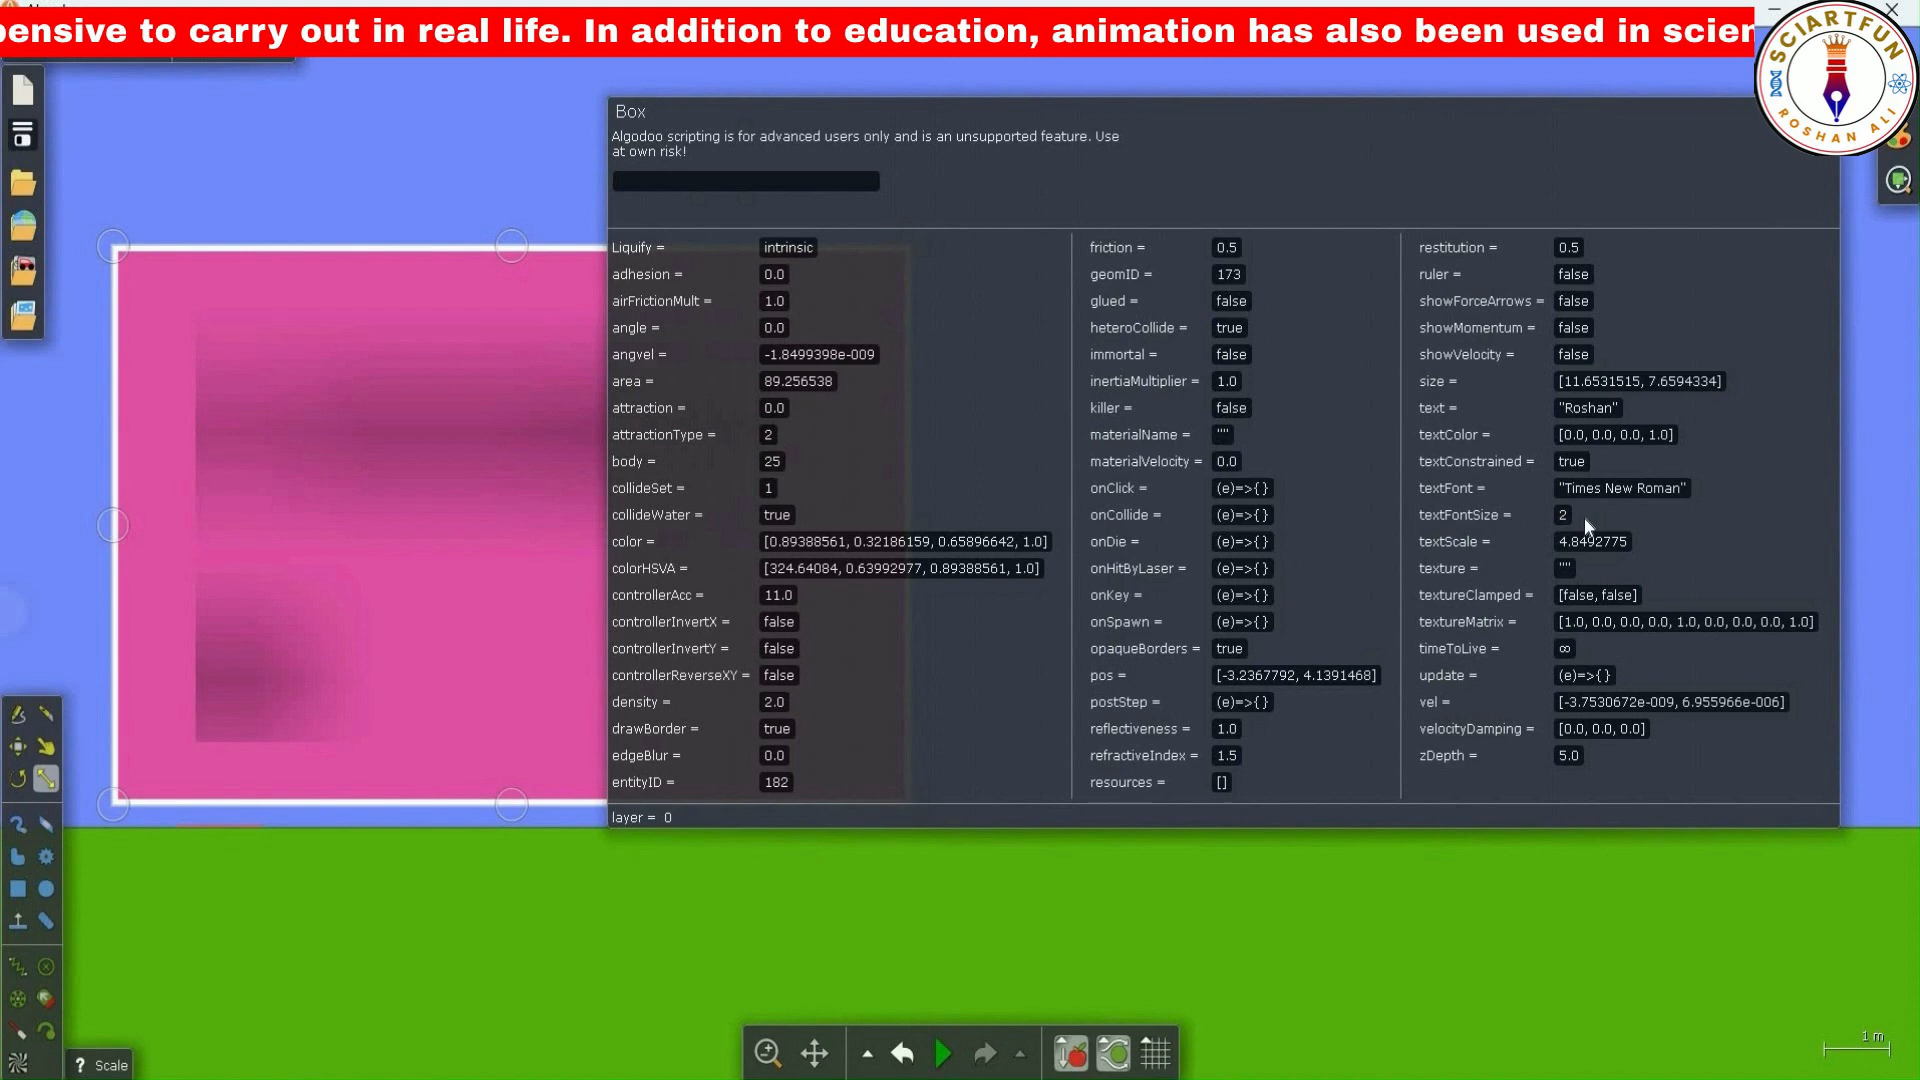 pensive to carry out in real life. In addition to education, animation has also been used in scien
SCIARTFUN
ROSHAN ALI
Box
Algodoo scripting is for advanced users only and is an unsupported feature. Use
at own risk!
Liquify = intrinsic
adhesion = 0.0
airFrictionMult = 1.0
angle = 0.0
angvel = -1.8499398e-009
area = 89.256538
attraction = 0.0
attractionType = 2
body = 25
collideSet = 1
collideWater = true
color = [0.89388561, 0.32186159, 0.65896642, 1.0]
colorHSVA = [324.64084, 0.63992977, 0.89388561, 1.0]
controllerAcc = 11.0
controllerInvertX = false
controllerInvertY = false
controllerReverseXY = false
density = 2.0
drawBorder = true
edgeBlur = 0.0
entityID = 182
friction = 0.5
geomID = 173
glued = false
heteroCollide = true
immortal = false
inertiaMultiplier = 1.0
killer = false
materialName = ""
materialVelocity = 0.0
onClick = (e)=>{}
onCollide = (e)=>{}
onDie = (e)=>{}
onHitByLaser = (e)=>{}
onKey = (e)=>{}
onSpawn = (e)=>{}
opaqueBorders = true
pos = [-3.2367792, 4.1391468]
postStep = (e)=>{}
reflectiveness = 1.0
refractiveIndex = 1.5
resources = []
restitution = 0.5
ruler = false
showForceArrows = false
showMomentum = false
showVelocity = false
size = [11.6531515, 7.6594334]
text = "Roshan"
textColor = [0.0, 0.0, 0.0, 1.0]
textConstrained = true
textFont = "Times New Roman"
textFontSize = 2
textScale = 4.8492775
texture = ""
textureClamped = [false, false]
textureMatrix = [1.0, 0.0, 0.0, 0.0, 1.0, 0.0, 0.0, 0.0, 1.0]
timeToLive = ∞
update = (e)=>{}
vel = [-3.7530672e-009, 6.955966e-006]
velocityDamping = [0.0, 0.0, 0.0]
zDepth = 5.0
layer = 0
? Scale
1 m